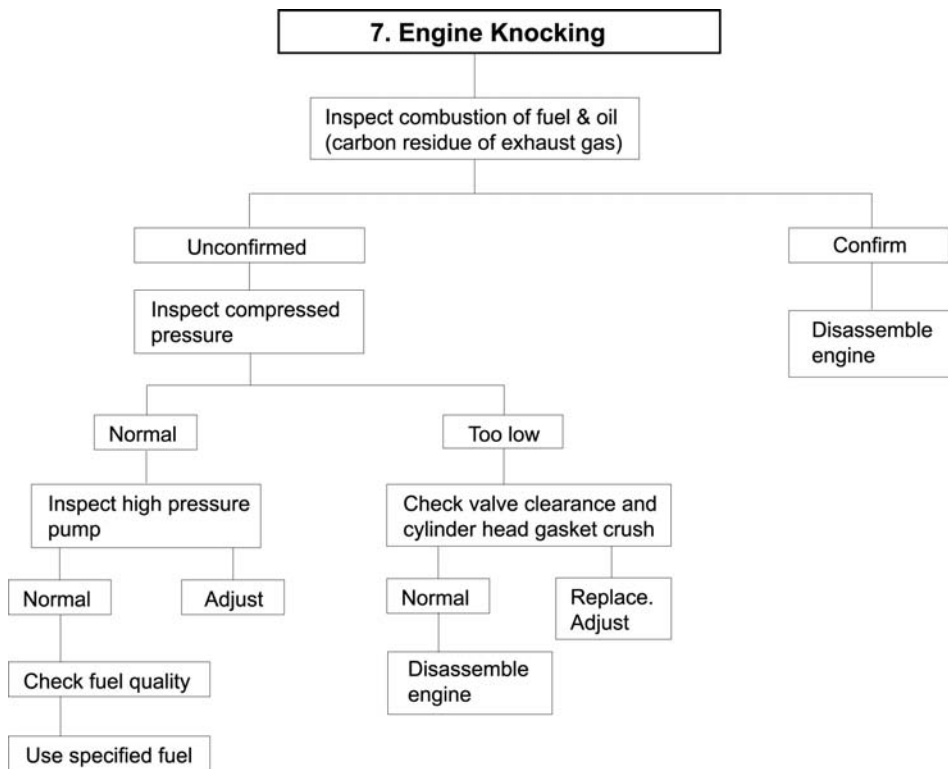 7. Engine Knocking
Inspect combustion of fuel & oil
(carbon residue of exhaust gas)
Unconfirmed
Confirm
Inspect compressed
pressure
Disassemble
engine
Normal
Too low
Inspect high pressure
pump
Check valve clearance and
cylinder head gasket crush
Normal
Adjust
Normal
Replace.
Adjust
Check fuel quality
Disassemble
engine
Use specified fuel